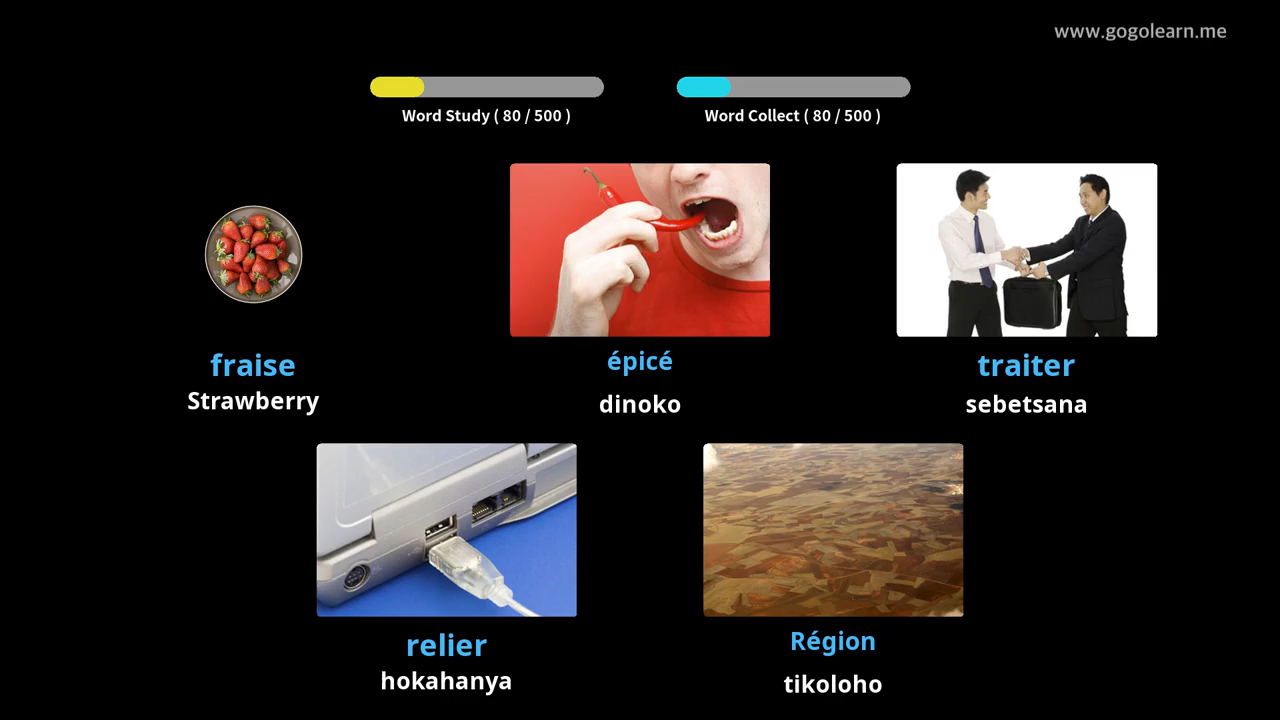 www.gogolearn.me
Word Study ( 80 / 500 )
Word Collect ( 80 / 500 )
fraise
Strawberry
épicé
dinoko
traiter
sebetsana
relier
hokahanya
Région
tikoloho